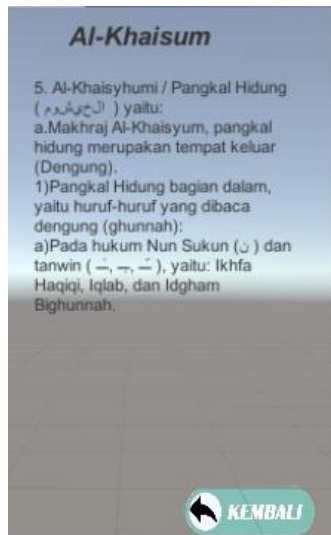 Al-Khaisum
5. Al-Khaisyhumi / Pangkal Hidung
( الخيشوم ) yaitu:
a.Makhraj Al-Khaisyum, pangkal
hidung merupakan tempat keluar
(Dengung).
1)Pangkal Hidung bagian dalam,
yaitu huruf-huruf yang dibaca
dengung (ghunnah):
a)Pada hukum Nun Sukun (ن) dan
tanwin ( ـً, ـٍ, ـٌ ), yaitu: Ikhfa
Haqiqi, Iqlab, dan Idgham
Bighunnah.
KEMBALI